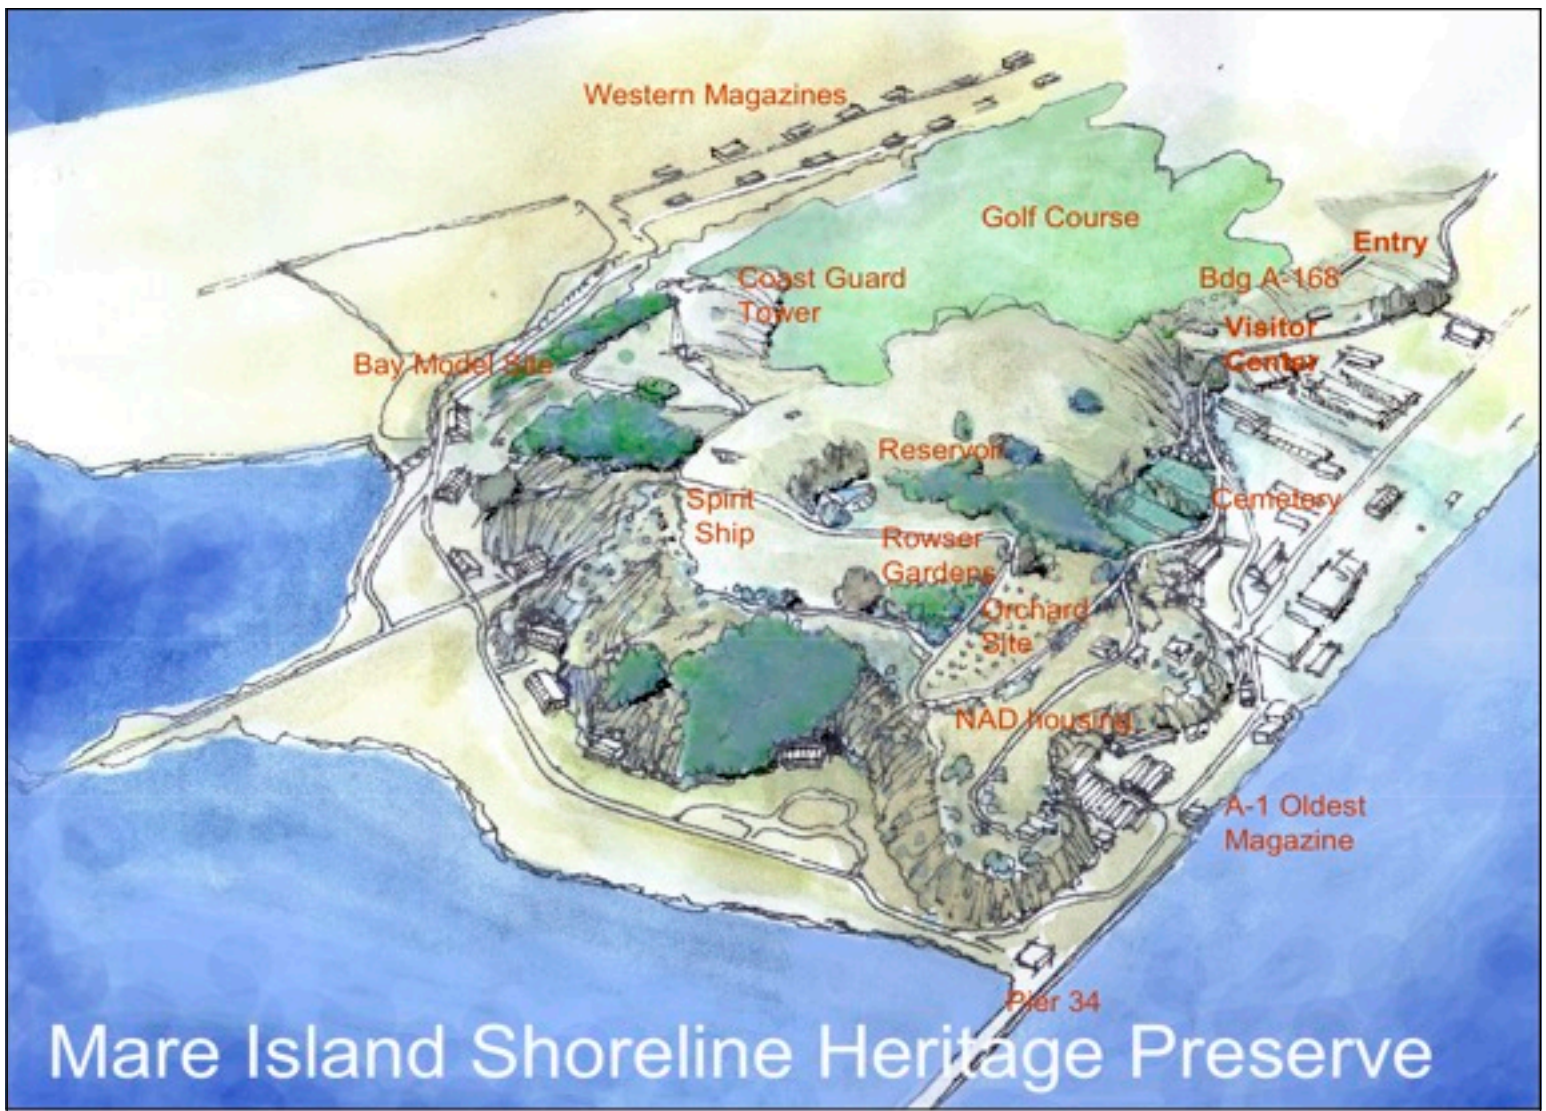 Western Magazines
Golf Course
Entry
Coast Guard
Tower
Bdg A-168
Visitor
Center
Bay Model Site
Reservoir
Spirit
Ship
Cemetery
Rowser
Gardens
Orchard
Site
NAD housing
A-1 Oldest
Magazine
Pier 34
Mare Island Shoreline Heritage Preserve